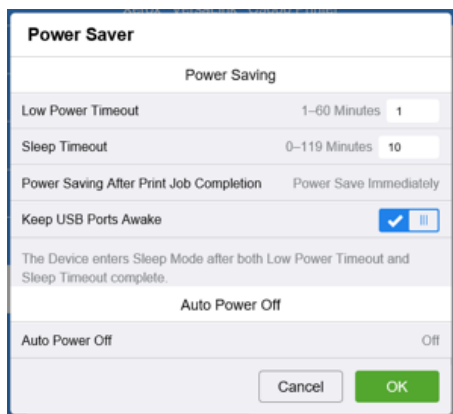 Power Saver
Power Saving
Low Power Timeout 1–60 Minutes 1
Sleep Timeout 0–119 Minutes 10
Power Saving After Print Job Completion Power Save Immediately
Keep USB Ports Awake
The Device enters Sleep Mode after both Low Power Timeout and
Sleep Timeout complete.
Auto Power Off
Auto Power Off Off
Cancel OK